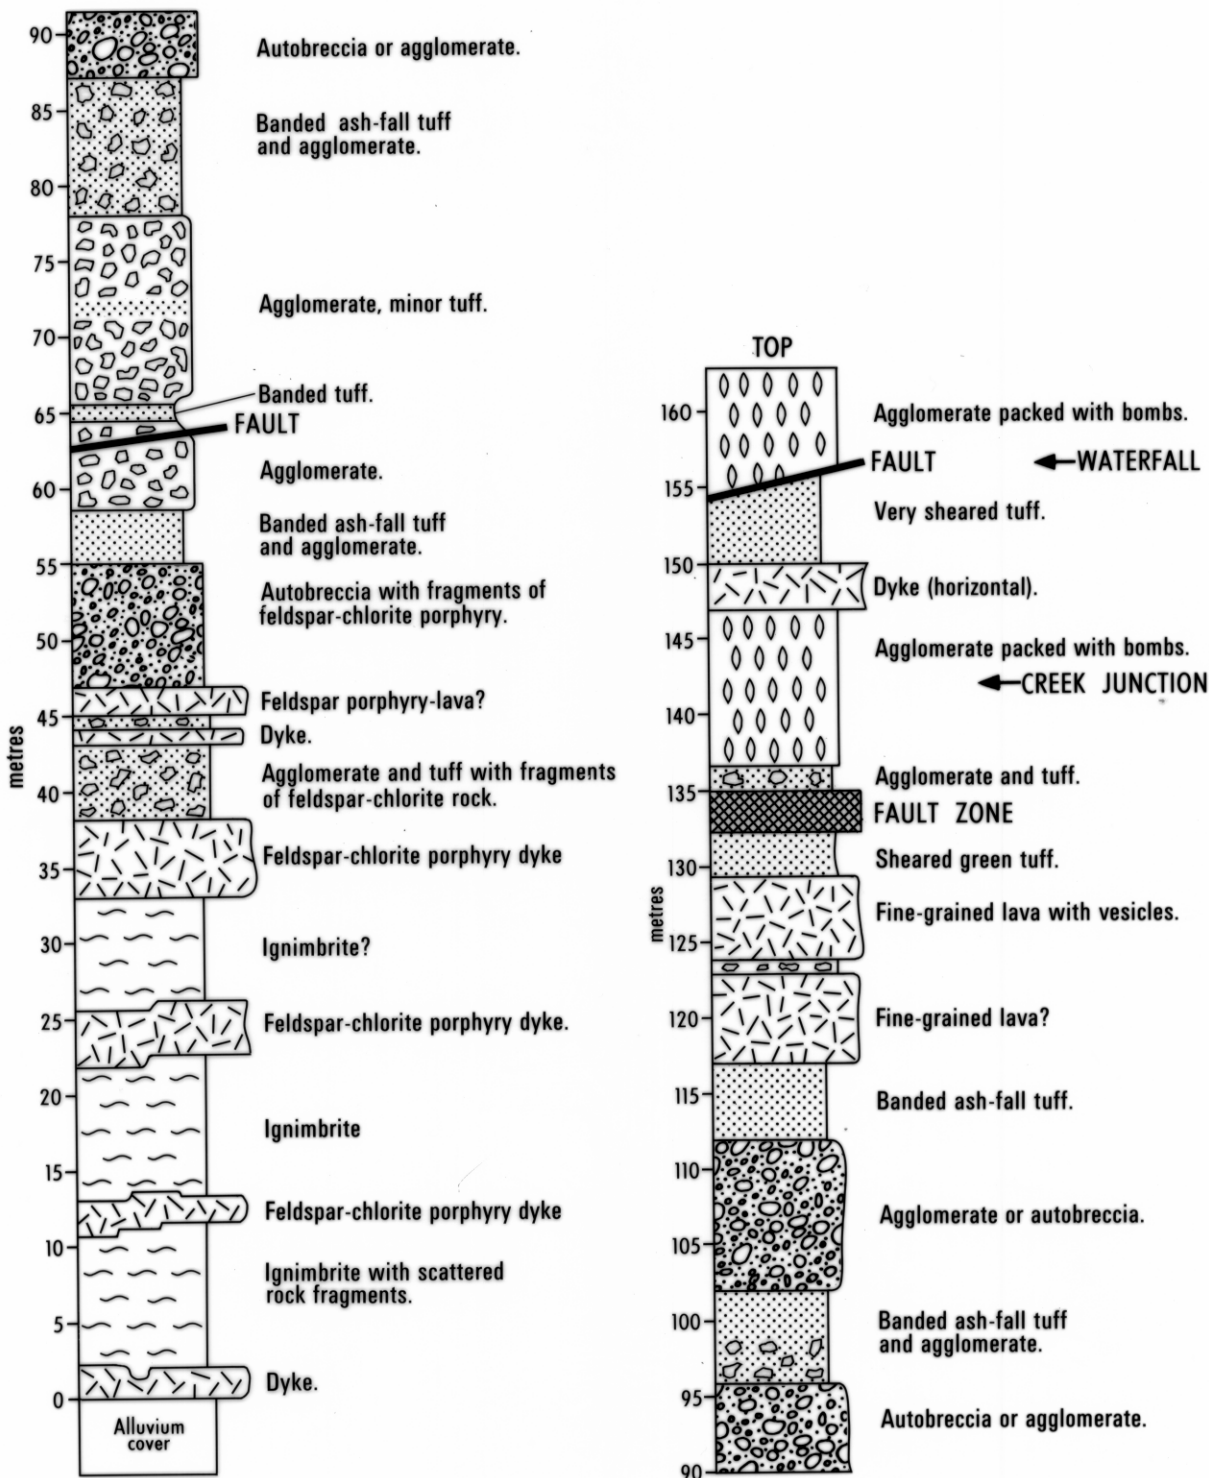 90
Autobreccia or agglomerate.
85
Banded ash-fall tuff
and agglomerate.
80
75
Agglomerate, minor tuff.
70
Banded tuff.
65
FAULT
Agglomerate.
60
Banded ash-fall tuff
and agglomerate.
55
Autobreccia with fragments of
feldspar-chlorite porphyry.
50
Feldspar porphyry-lava?
45
Dyke.
metres
Agglomerate and tuff with fragments
of feldspar-chlorite rock.
40
Feldspar-chlorite porphyry dyke
35
Ignimbrite?
30
Feldspar-chlorite porphyry dyke.
25
20
Ignimbrite
15
Feldspar-chlorite porphyry dyke
10
Ignimbrite with scattered
rock fragments.
5
Dyke.
0
Alluvium
cover
TOP
160
Agglomerate packed with bombs.
FAULT
WATERFALL
155
Very sheared tuff.
150
Dyke (horizontal).
145
Agglomerate packed with bombs.
CREEK JUNCTION
140
Agglomerate and tuff.
135
FAULT ZONE
Sheared green tuff.
130
metres
Fine-grained lava with vesicles.
125
120
Fine-grained lava?
115
Banded ash-fall tuff.
110
Agglomerate or autobreccia.
105
100
Banded ash-fall tuff
and agglomerate.
95
Autobreccia or agglomerate.
90